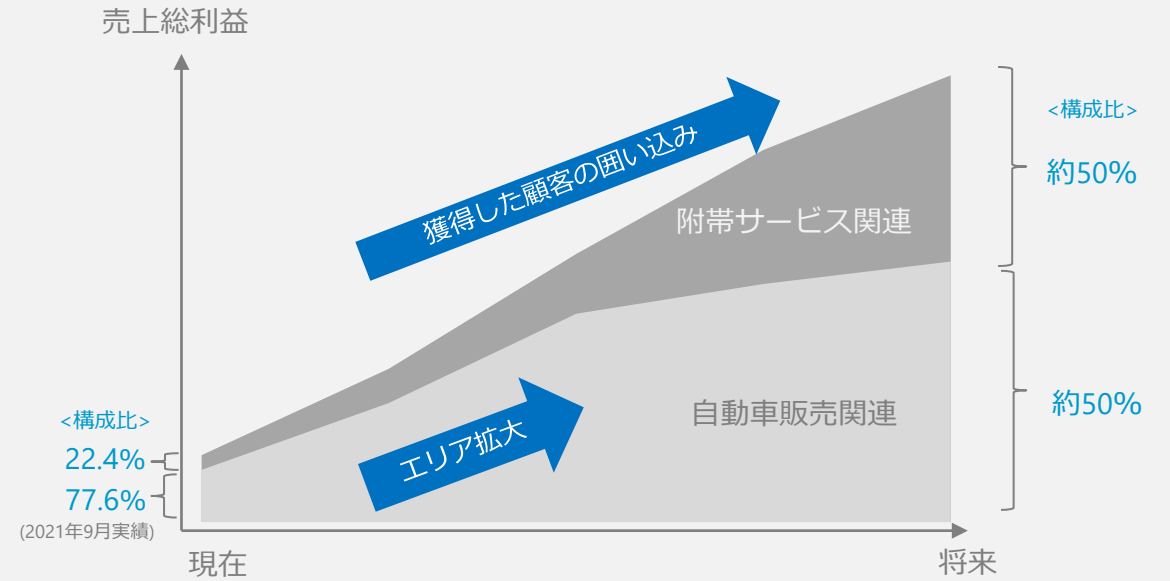 売上総利益
<構成比>
約50%
獲得した顧客の囲い込み
附帯サービス関連
約50%
自動車販売関連
エリア拡大
<構成比>
22.4%
77.6%
(2021年9月実績)
現在
将来